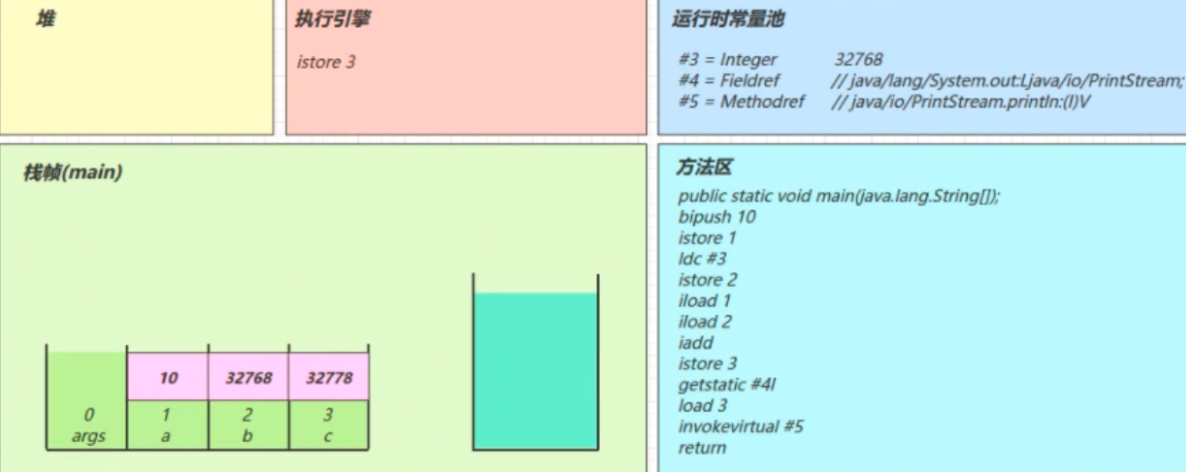 堆
执行引擎
istore 3
运行时常量池
#3 = Integer 32768
#4 = Fieldref // java/lang/System.out:Ljava/io/PrintStream;
#5 = Methodref // java/io/PrintStream.println:(I)V
栈帧(main)
10 32768 32778
0 1 2 3
args a b c
方法区
public static void main(java.lang.String[]);
bipush 10
istore 1
ldc #3
istore 2
iload 1
iload 2
iadd
istore 3
getstatic #4l
load 3
invokevirtual #5
return